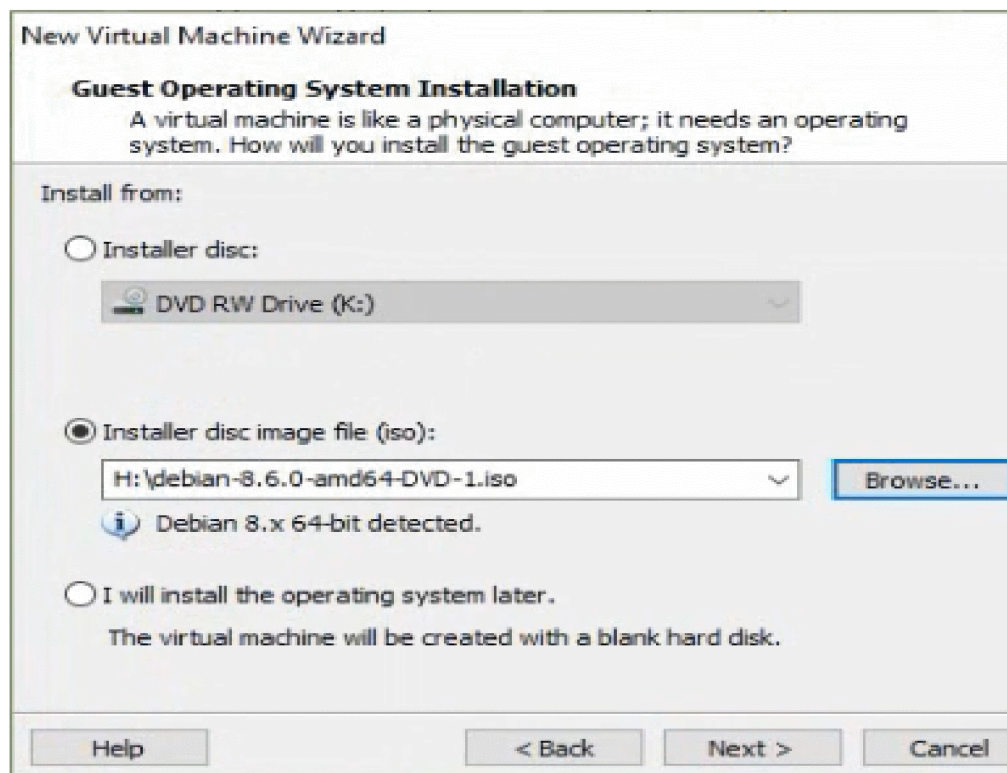 New Virtual Machine Wizard
Guest Operating System Installation
A virtual machine is like a physical computer; it needs an operating
system. How will you install the guest operating system?
Install from:
Installer disc:
DVD RW Drive (K:)
Installer disc image file (iso):
H:\debian-8.6.0-amd64-DVD-1.iso
Browse...
Debian 8.x 64-bit detected.
I will install the operating system later.
The virtual machine will be created with a blank hard disk.
Help
< Back
Next >
Cancel